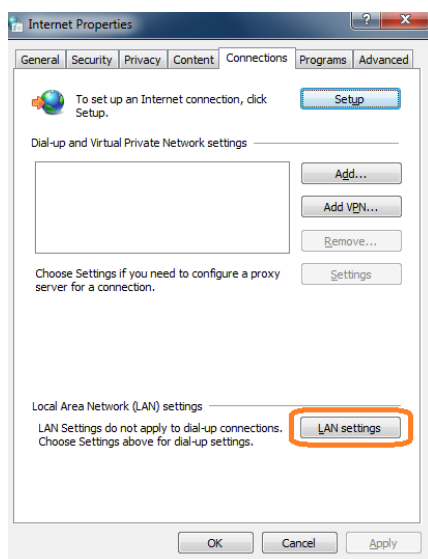 Internet Properties
General Security Privacy Content Connections Programs Advanced
To set up an Internet connection, click
Setup.
Setup
Dial-up and Virtual Private Network settings
Add...
Add VPN...
Remove...
Choose Settings if you need to configure a proxy
server for a connection.
Settings
Local Area Network (LAN) settings
LAN Settings do not apply to dial-up connections.
Choose Settings above for dial-up settings.
LAN settings
OK Cancel Apply